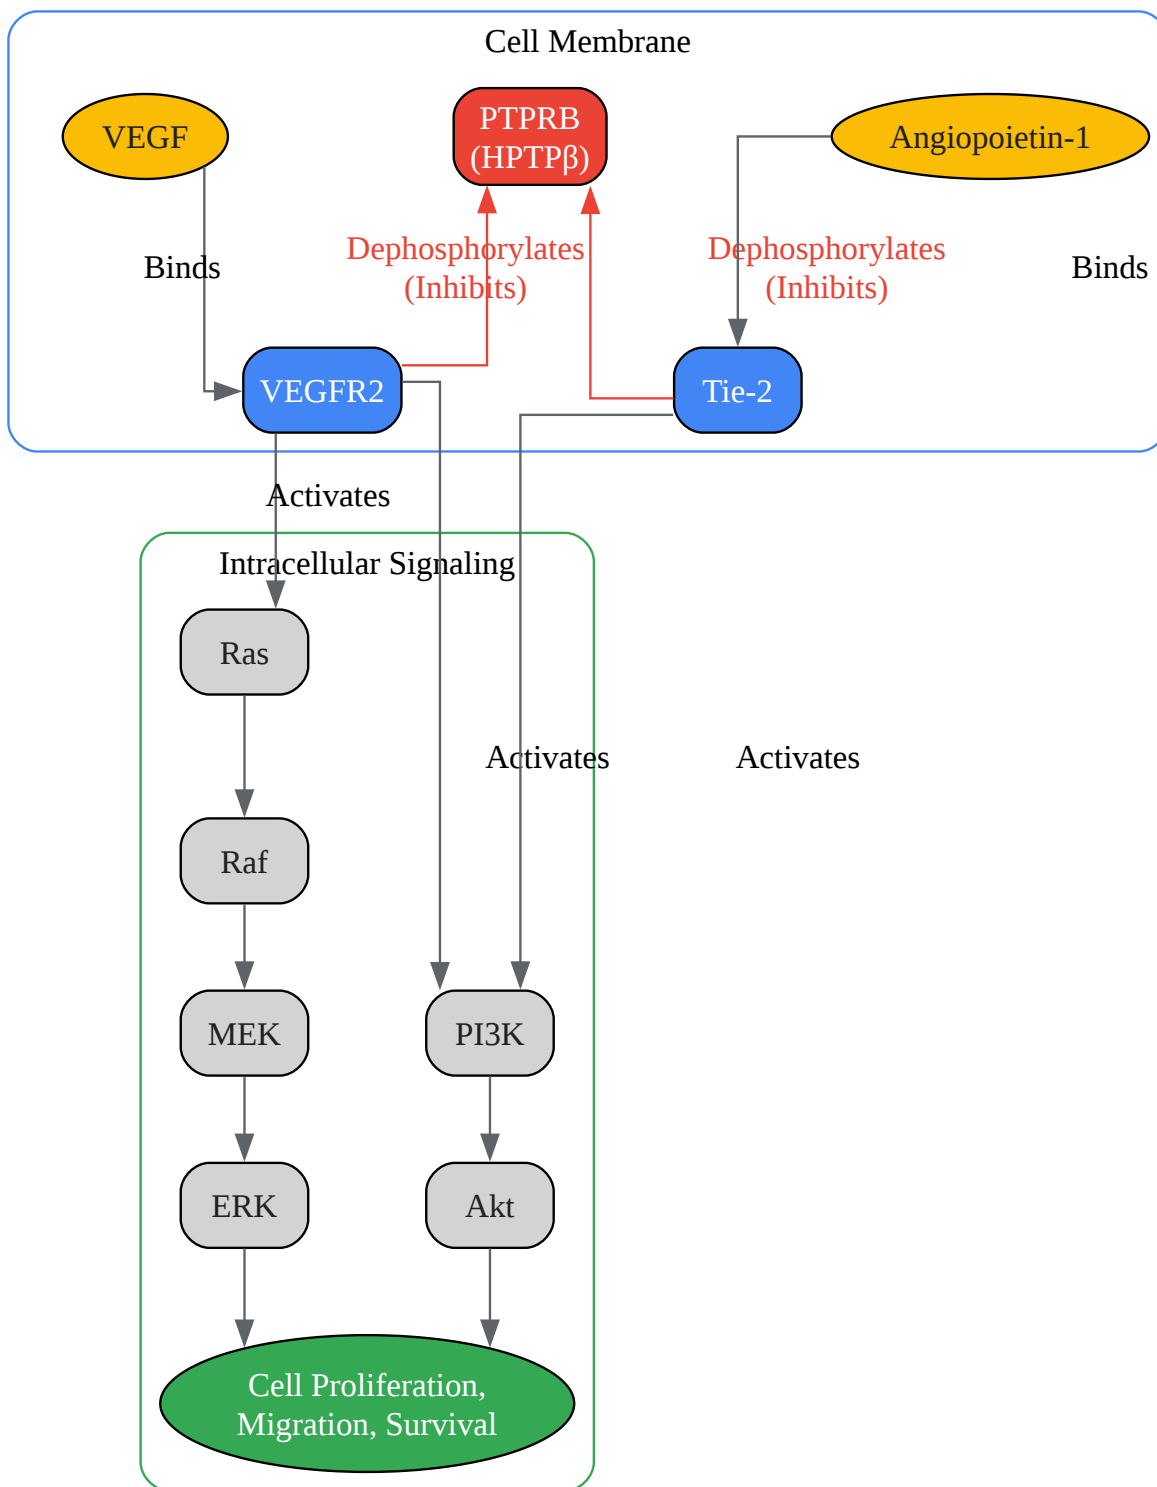 Cell Membrane
VEGF
PTPRB
(HPTPβ)
Angiopoietin-1
Binds
Dephosphorylates
(Inhibits)
Dephosphorylates
(Inhibits)
Binds
VEGFR2
Tie-2
Activates
Intracellular Signaling
Ras
Activates
Activates
Raf
MEK
PI3K
ERK
Akt
Cell Proliferation,
Migration, Survival